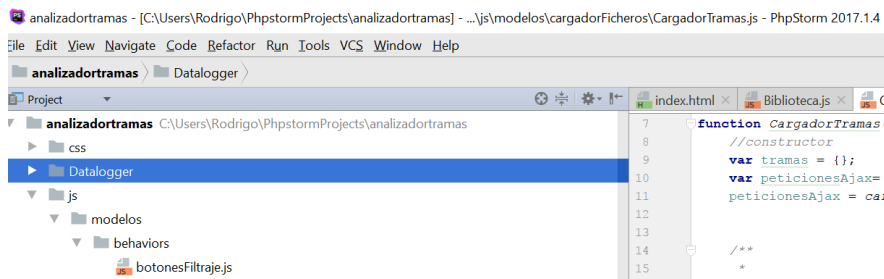 analizadortramas - [C:\Users\Rodrigo\PhpstormProjects\analizadortramas] - ...\js\modelos\cargadorFicheros\CargadorTramas.js - PhpStorm 2017.1.4
File Edit View Navigate Code Refactor Run Tools VCS Window Help
analizadortramas Datalogger
Project index.html Biblioteca.js
analizadortramas C:\Users\Rodrigo\PhpstormProjects\analizadortramas
css
Datalogger
js
modelos
behaviors
botonesFiltraje.js
7 function CargadorTramas
8 //constructor
9 var tramas = {};
10 var peticionesAjax=
11 peticionesAjax = ca
12
13
14 /**
15 *